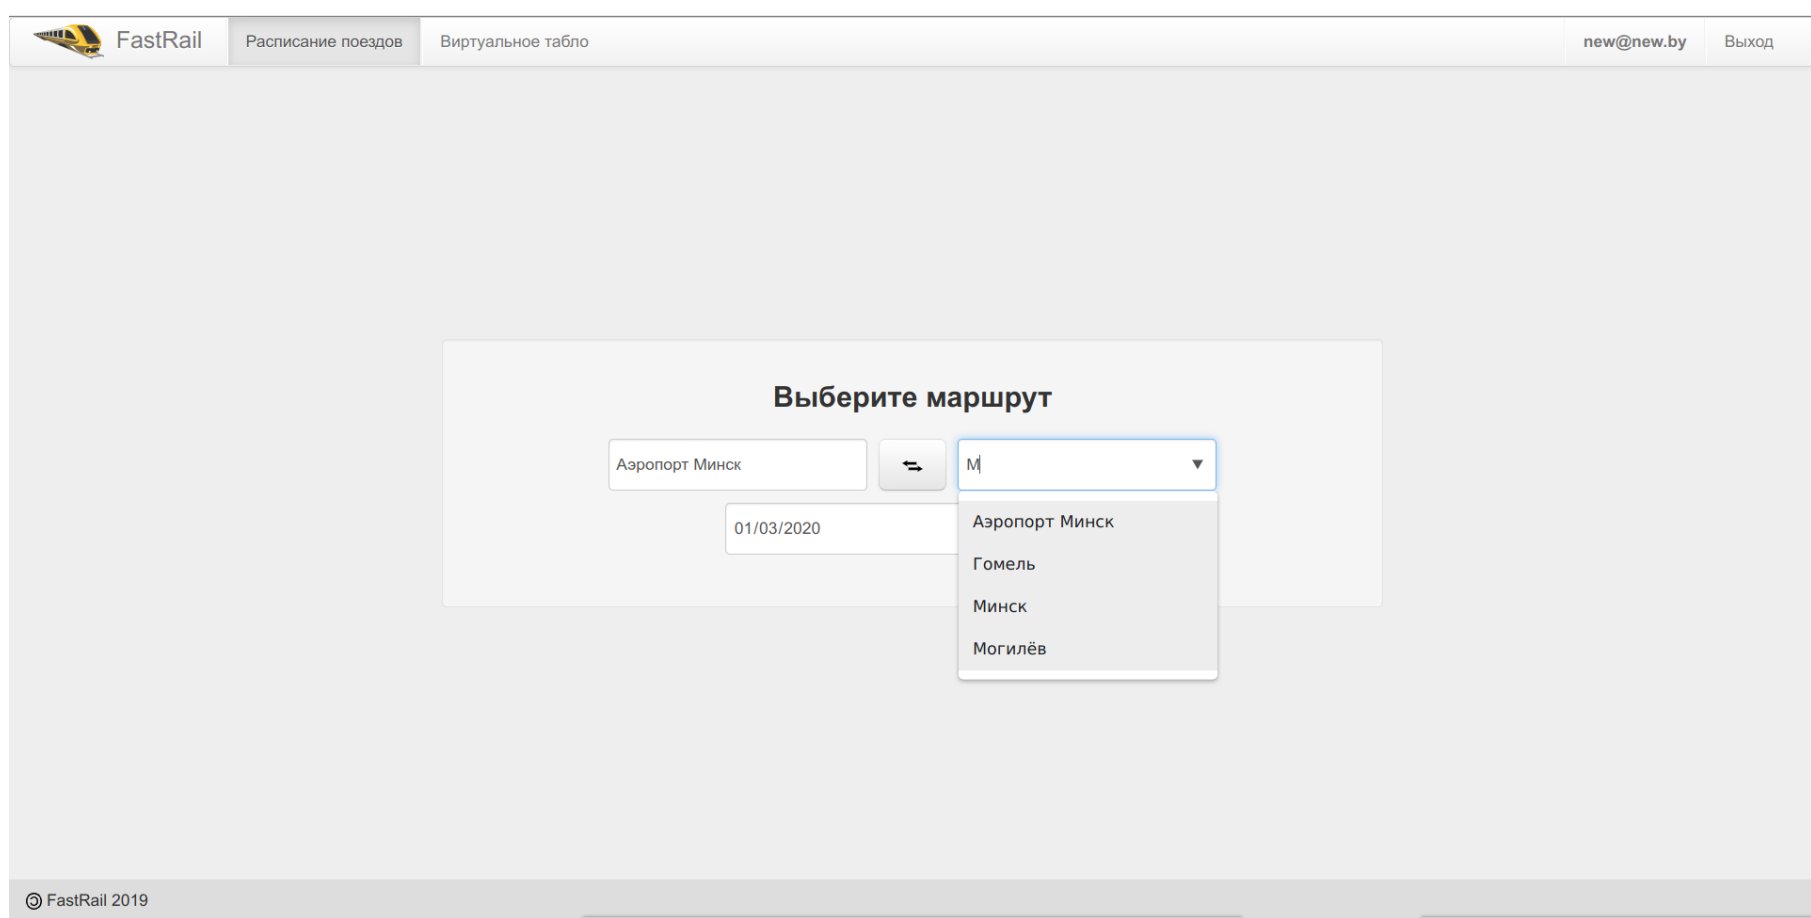 FastRail Расписание поездов Виртуальное табло new@new.by Выход
Выберите маршрут
Аэропорт Минск М
01/03/2020
Аэропорт Минск
Гомель
Минск
Могилёв
🄯 FastRail 2019